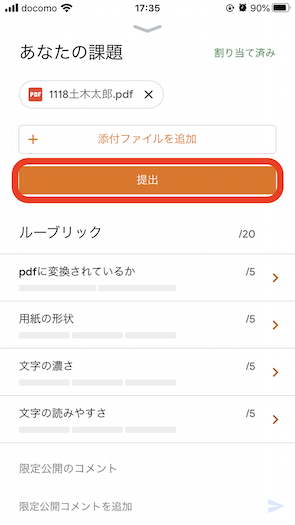 docomo 17:35 90%
あなたの課題 割り当て済み
PDF 1118土木太郎.pdf ×
+ 添付ファイルを追加
提出
ルーブリック /20
pdfに変換されているか /5
用紙の形状 /5
文字の濃さ /5
文字の読みやすさ /5
限定公開のコメント
限定公開コメントを追加